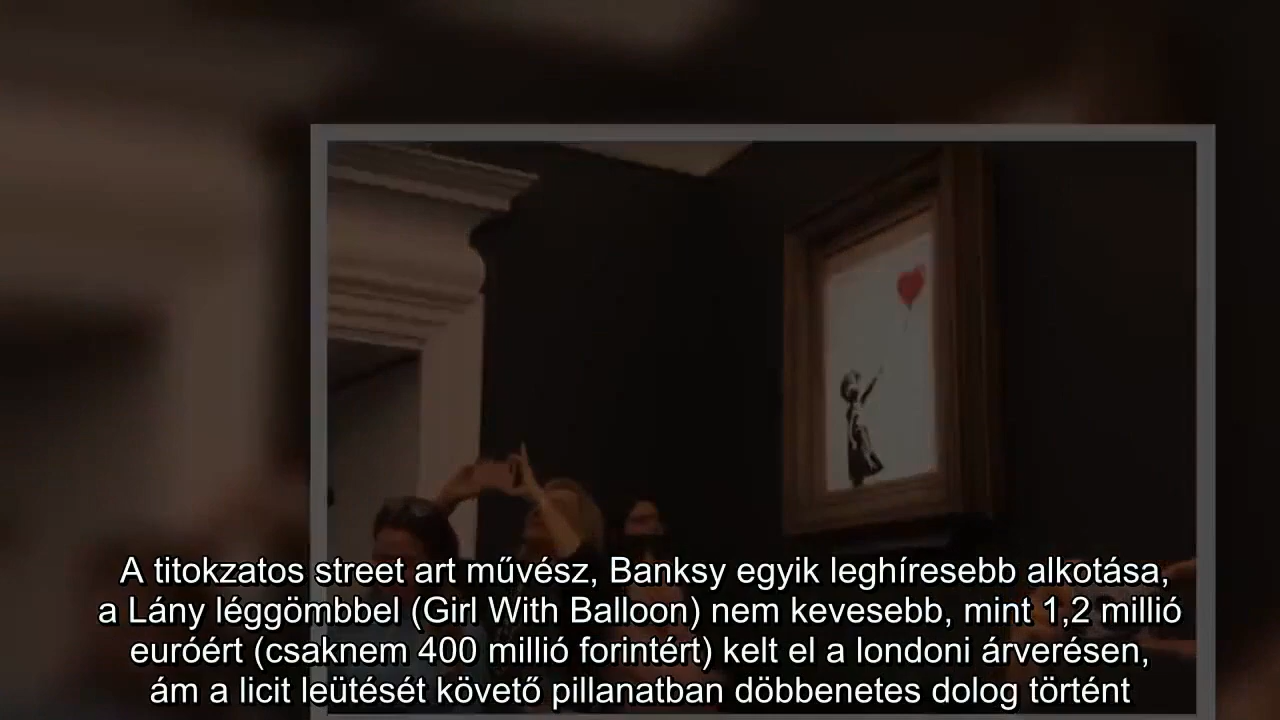 A titokzatos street art művész, Banksy egyik leghíresebb alkotása,
a Lány léggömbbel (Girl With Balloon) nem kevesebb, mint 1,2 millió
euróért (csaknem 400 millió forintért) kelt el a londoni árverésen,
ám a licit leütését követő pillanatban döbbenetes dolog történt